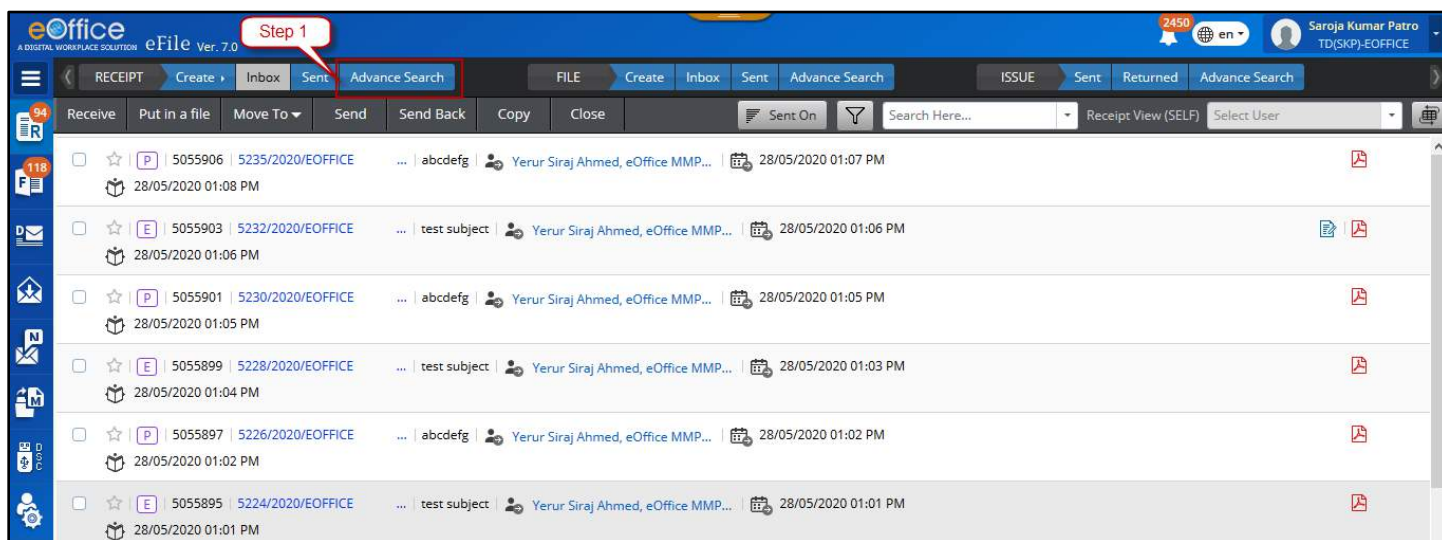 eOffice
A DIGITAL WORKPLACE SOLUTION eFile Ver. 7.0
Step 1
2450
en
Saroja Kumar Patro
TD(SKP)-EOFFICE
RECEIPT Create Inbox Sent Advance Search FILE Create Inbox Sent Advance Search ISSUE Sent Returned Advance Search
94
R
Receive Put in a file Move To Send Send Back Copy Close Sent On Search Here... Receipt View (SELF) Select User
P 5055906 5235/2020/EOFFICE ... abcdefg Yerur Siraj Ahmed, eOffice MMP... 28/05/2020 01:07 PM
118
F
28/05/2020 01:08 PM
D
E 5055903 5232/2020/EOFFICE ... test subject Yerur Siraj Ahmed, eOffice MMP... 28/05/2020 01:06 PM
28/05/2020 01:06 PM
P 5055901 5230/2020/EOFFICE ... abcdefg Yerur Siraj Ahmed, eOffice MMP... 28/05/2020 01:05 PM
28/05/2020 01:05 PM
N
E 5055899 5228/2020/EOFFICE ... test subject Yerur Siraj Ahmed, eOffice MMP... 28/05/2020 01:03 PM
M
28/05/2020 01:04 PM
P 5055897 5226/2020/EOFFICE ... abcdefg Yerur Siraj Ahmed, eOffice MMP... 28/05/2020 01:02 PM
DSC
28/05/2020 01:02 PM
E 5055895 5224/2020/EOFFICE ... test subject Yerur Siraj Ahmed, eOffice MMP... 28/05/2020 01:01 PM
28/05/2020 01:01 PM